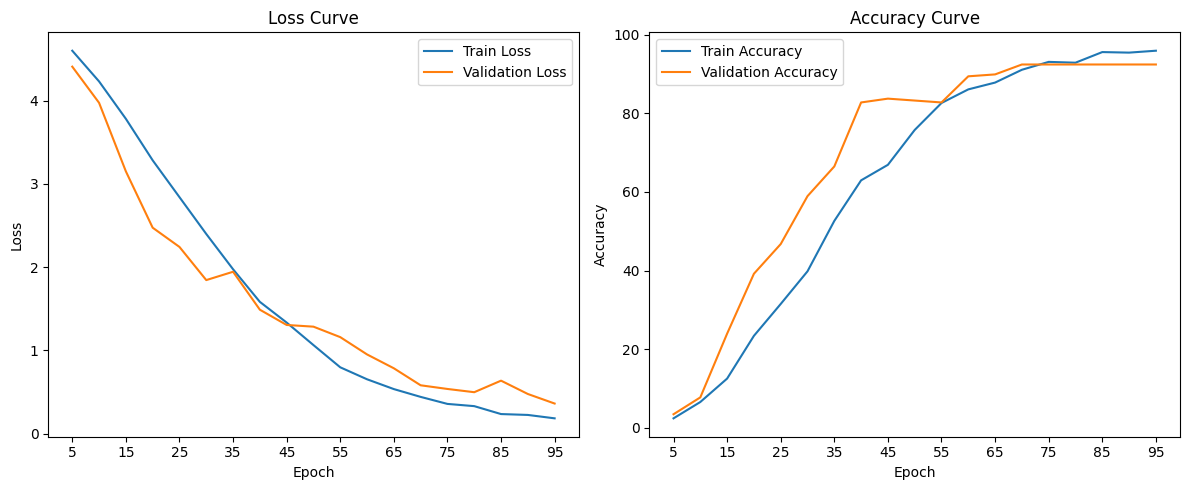 Loss Curve
Train Loss
Validation Loss
Loss
4
3
2
1
0
5 15 25 35 45 55 65 75 85 95
Epoch
Accuracy Curve
Train Accuracy
Validation Accuracy
Accuracy
100
80
60
40
20
0
5 15 25 35 45 55 65 75 85 95
Epoch